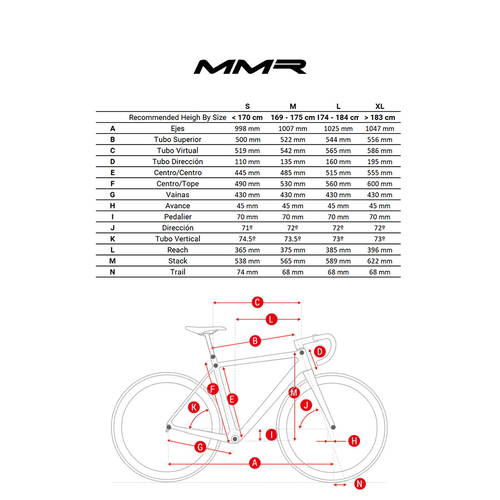 MMR
S M L XL
Recommended Heigh By Size < 170 cm 169 - 175 cm 174 - 184 cm > 183 cm
A Ejes 998 mm 1007 mm 1025 mm 1047 mm
B Tubo Superior 500 mm 522 mm 544 mm 556 mm
C Tubo Virtual 519 mm 542 mm 565 mm 586 mm
D Tubo Dirección 110 mm 135 mm 160 mm 195 mm
E Centro/Centro 445 mm 485 mm 515 mm 555 mm
F Centro/Tope 490 mm 530 mm 560 mm 600 mm
G Vainas 430 mm 430 mm 430 mm 430 mm
H Avance 45 mm 45 mm 45 mm 45 mm
I Pedalier 70 mm 70 mm 70 mm 70 mm
J Dirección 71º 72º 72º 72º
K Tubo Vertical 74.5º 73.5º 73º 73º
L Reach 365 mm 375 mm 385 mm 396 mm
M Stack 538 mm 565 mm 589 mm 622 mm
N Trail 74 mm 68 mm 68 mm 68 mm
C
L
B
D
F
E
M
K
J
I
H
G
A
N